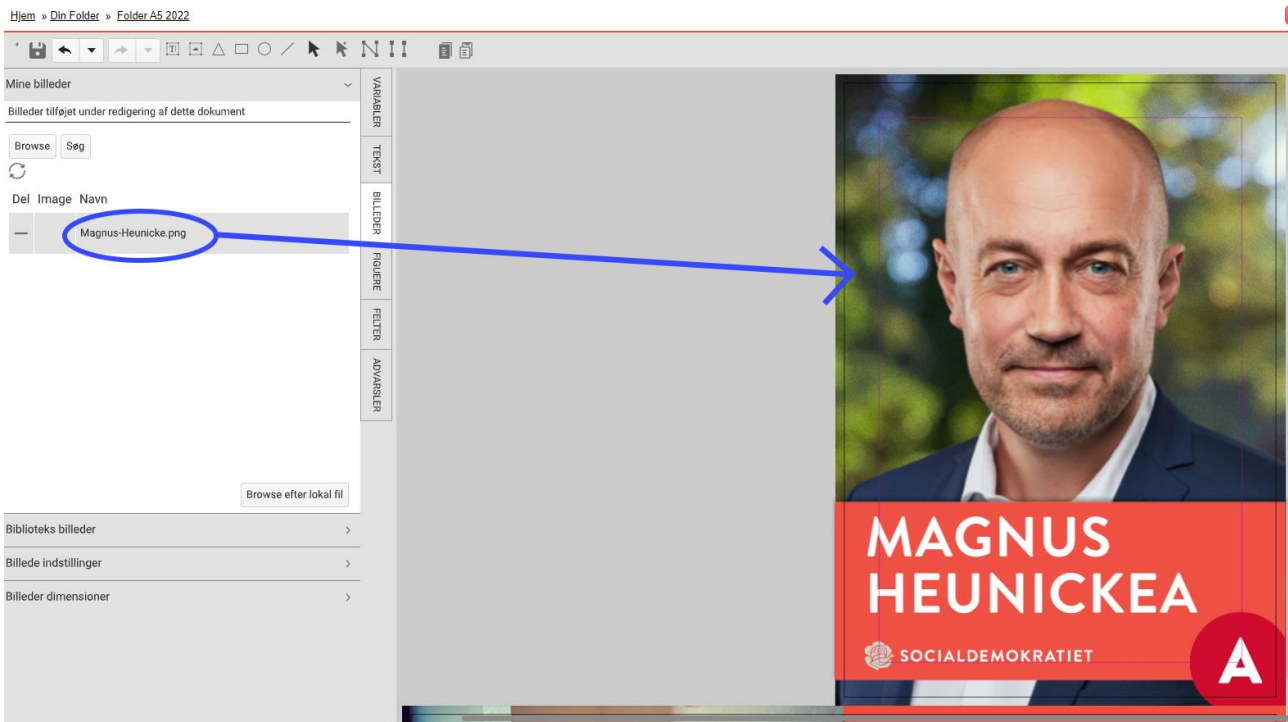 Hjem » Din Folder » Folder A5 2022
Mine billeder
Billeder tilføjet under redigering af dette dokument
Browse Søg
Del Image Navn
Magnus-Heunicke.png
Browse efter lokal fil
Biblioteks billeder
Billede indstillinger
Billeder dimensioner
VARIABLER
TEKST
BILLEDER
FIGUERE
FELTER
ADVARSLER
MAGNUS
HEUNICKEA
SOCIALDEMOKRATIET
A